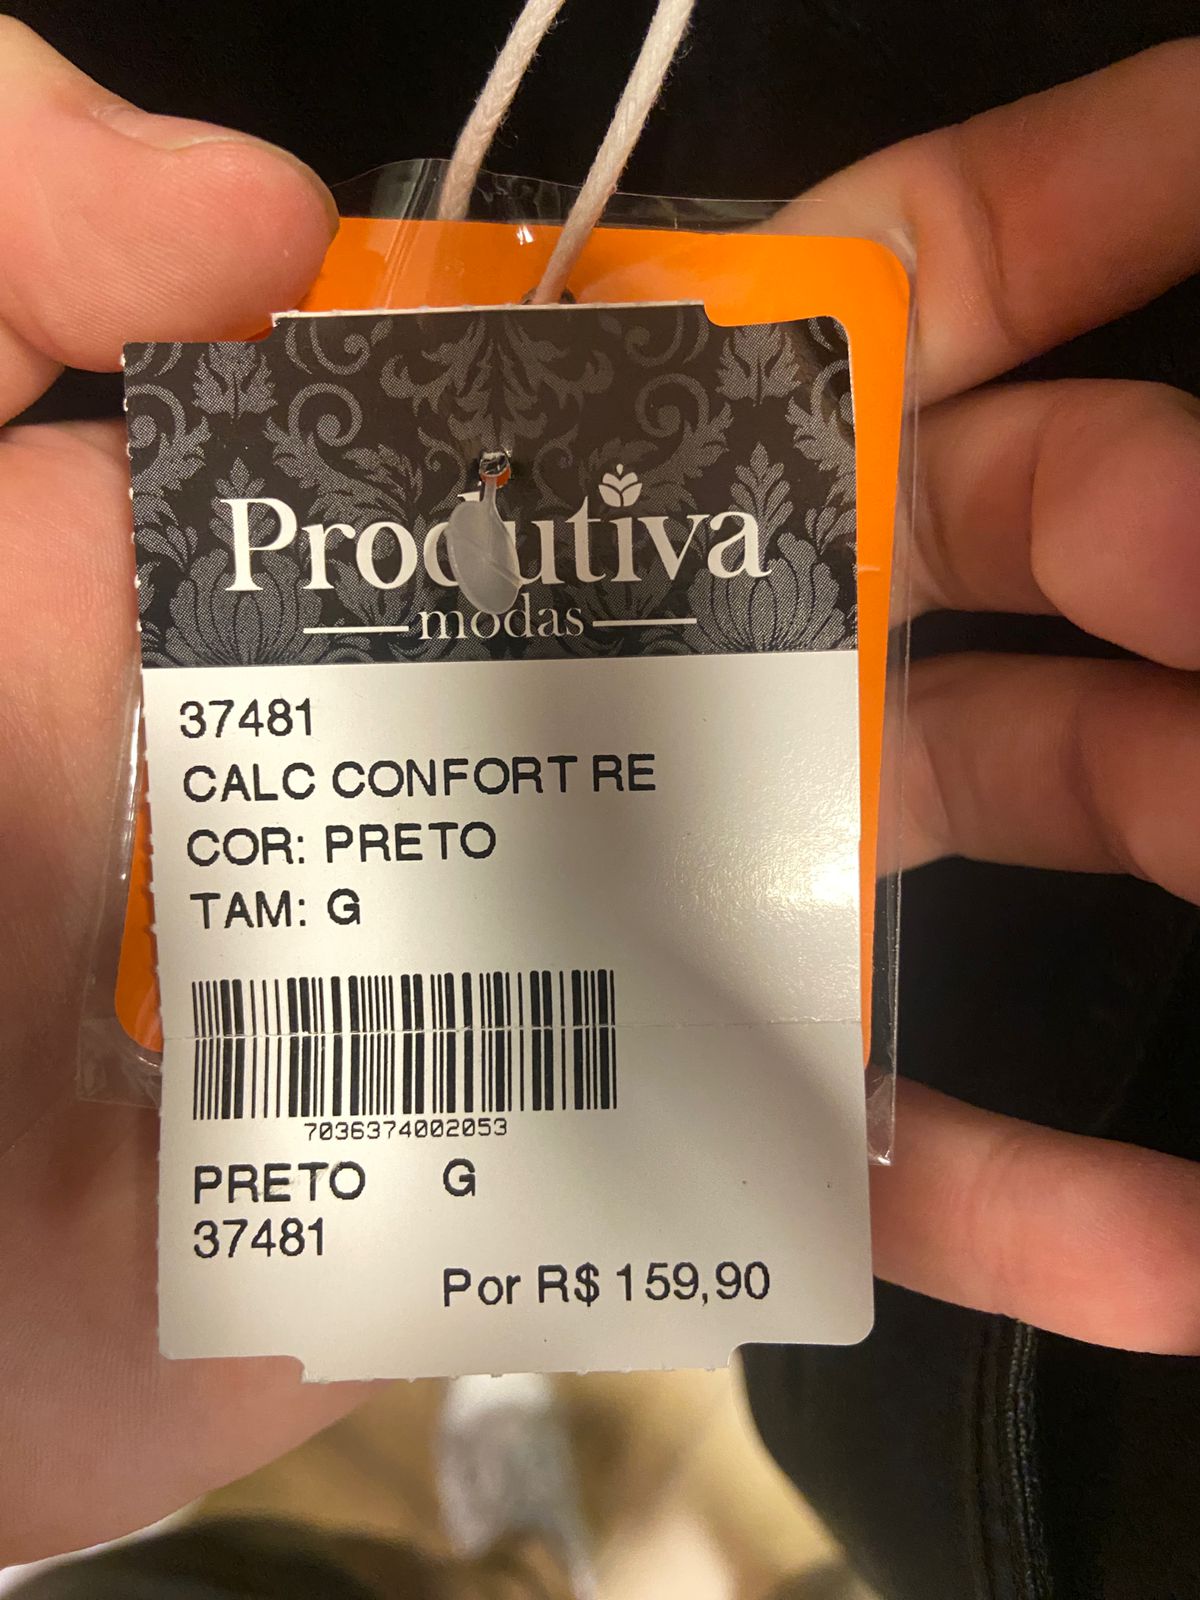 Produtiva
modas
37481
CALC CONFORT RE
COR: PRETO
TAM: G
7036374002053
PRETO G
37481
Por R$ 159,90